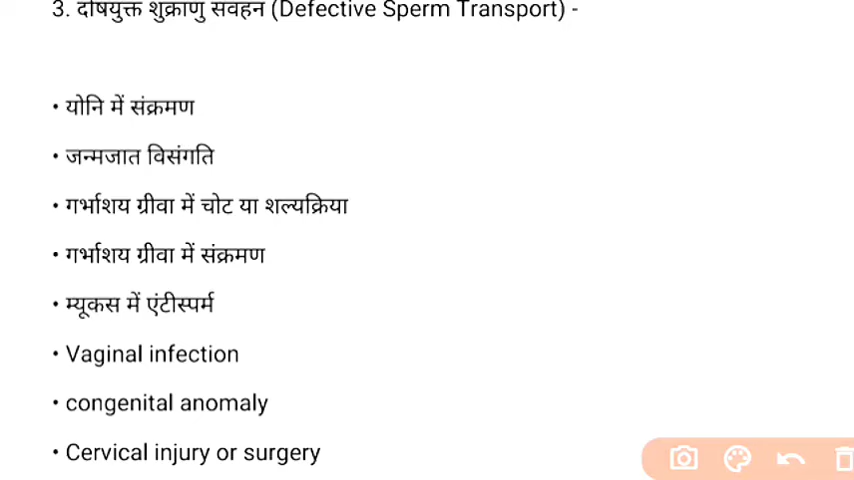 3. दोषयुक्त शुक्राणु संवहन (Defective Sperm Transport) -
• योनि में संक्रमण
• जन्मजात विसंगति
• गर्भाशय ग्रीवा में चोट या शल्यक्रिया
• गर्भाशय ग्रीवा में संक्रमण
• म्यूकस में एंटीस्पर्म
• Vaginal infection
• congenital anomaly
• Cervical injury or surgery